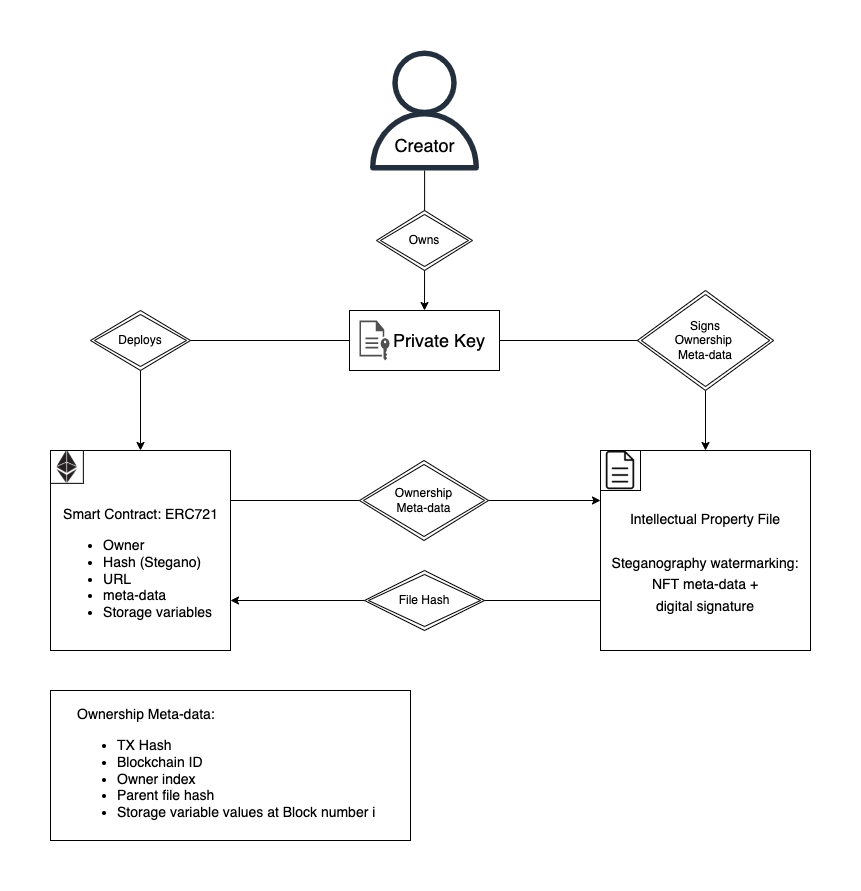 Creator
Owns
Deploys
Private Key
Signs
Ownership
Meta-data
Smart Contract: ERC721
• Owner
• Hash (Stegano)
• URL
• meta-data
• Storage variables
Ownership
Meta-data
File Hash
Intellectual Property File
Steganography watermarking:
NFT meta-data +
digital signature
Ownership Meta-data:
• TX Hash
• Blockchain ID
• Owner index
• Parent file hash
• Storage variable values at Block number i